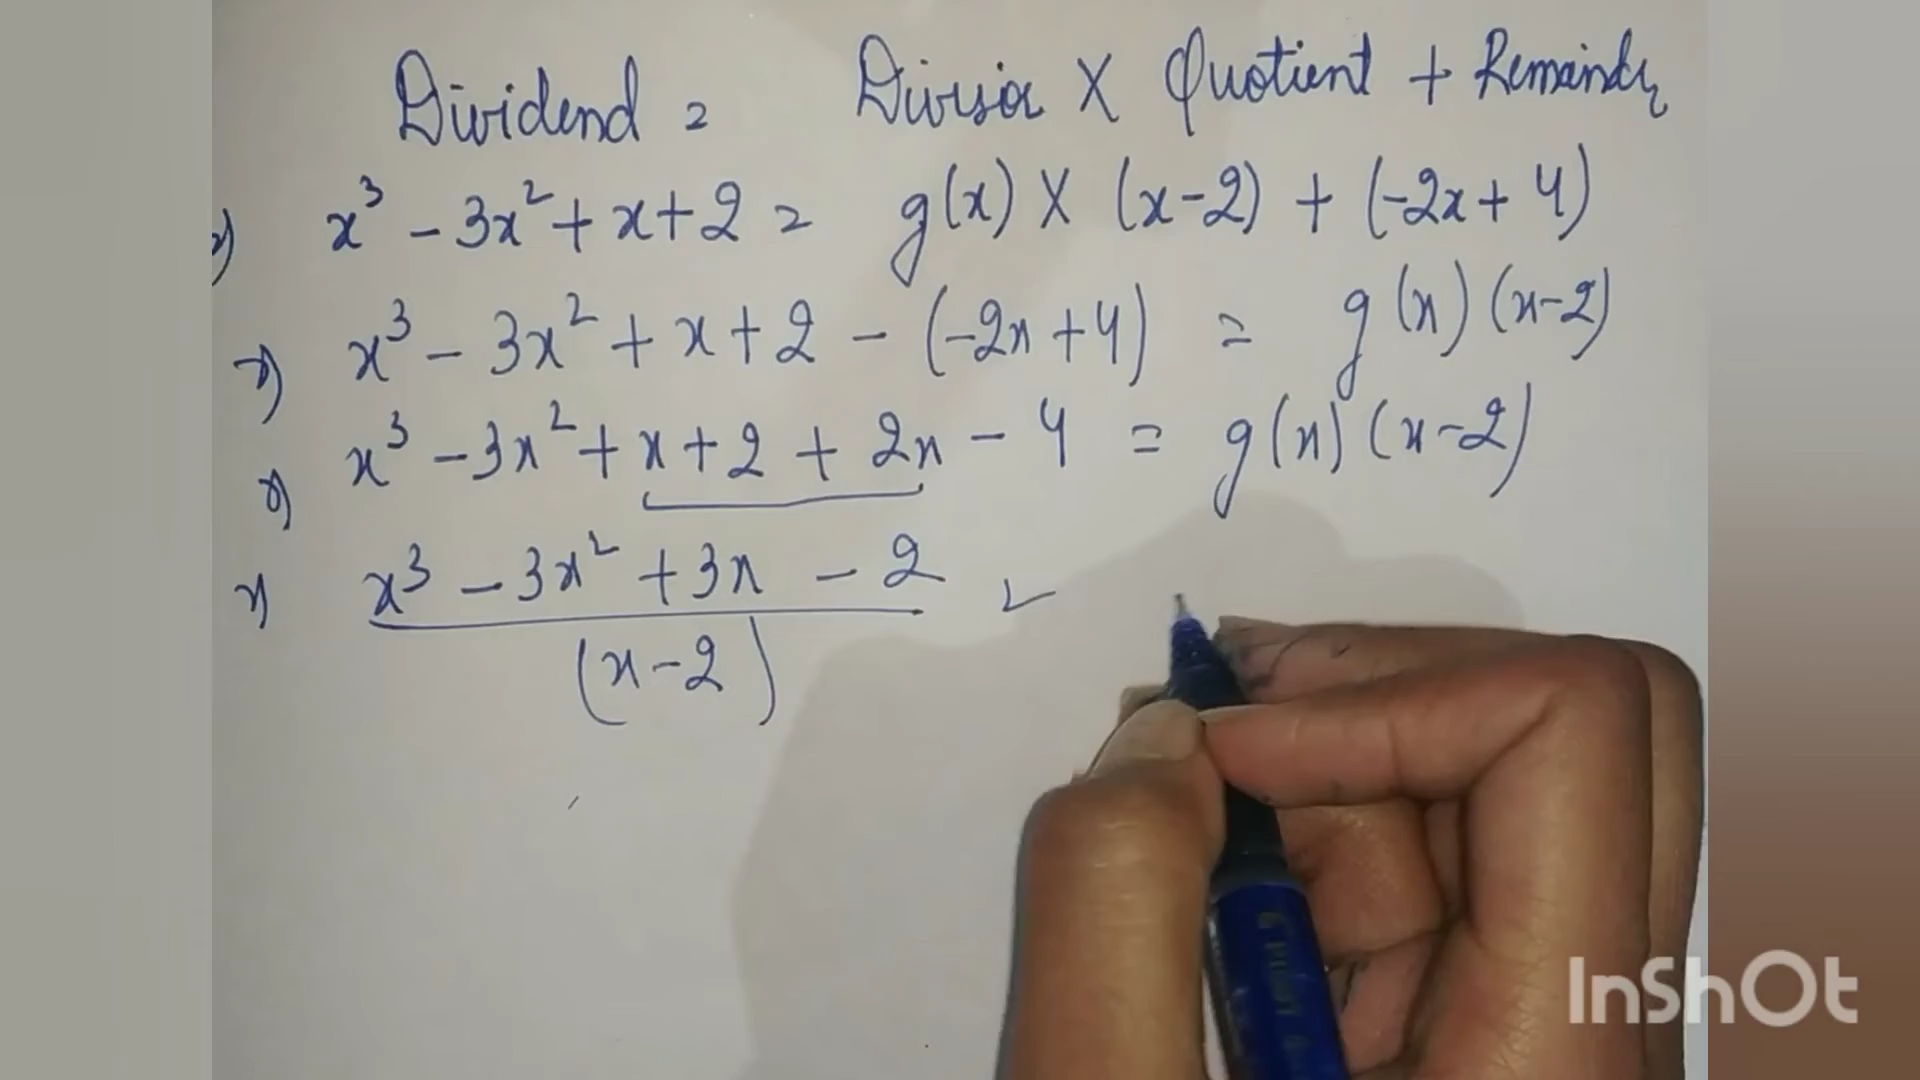 Dividend = Divisor X Quotient + Remainder
⇒) x³ - 3x² + x + 2 = g(x) X (x-2) + (-2x + 4)
⇒) x³ - 3x² + x + 2 - (-2x + 4) = g(x) (x-2)
⇒) x³ - 3x² + x + 2 + 2x - 4 = g(x) (x-2)
⇒) x³ - 3x² + 3x - 2
(x-2)
InShOt